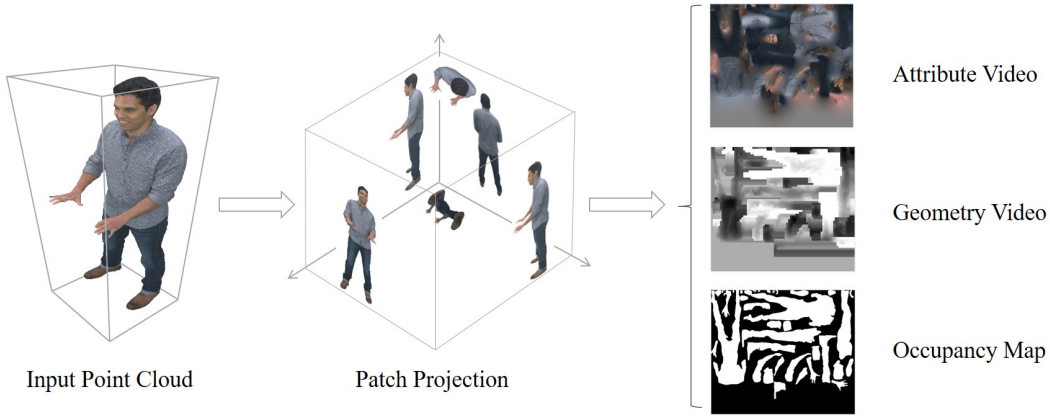 Attribute Video
Geometry Video
Occupancy Map
Input Point Cloud
Patch Projection